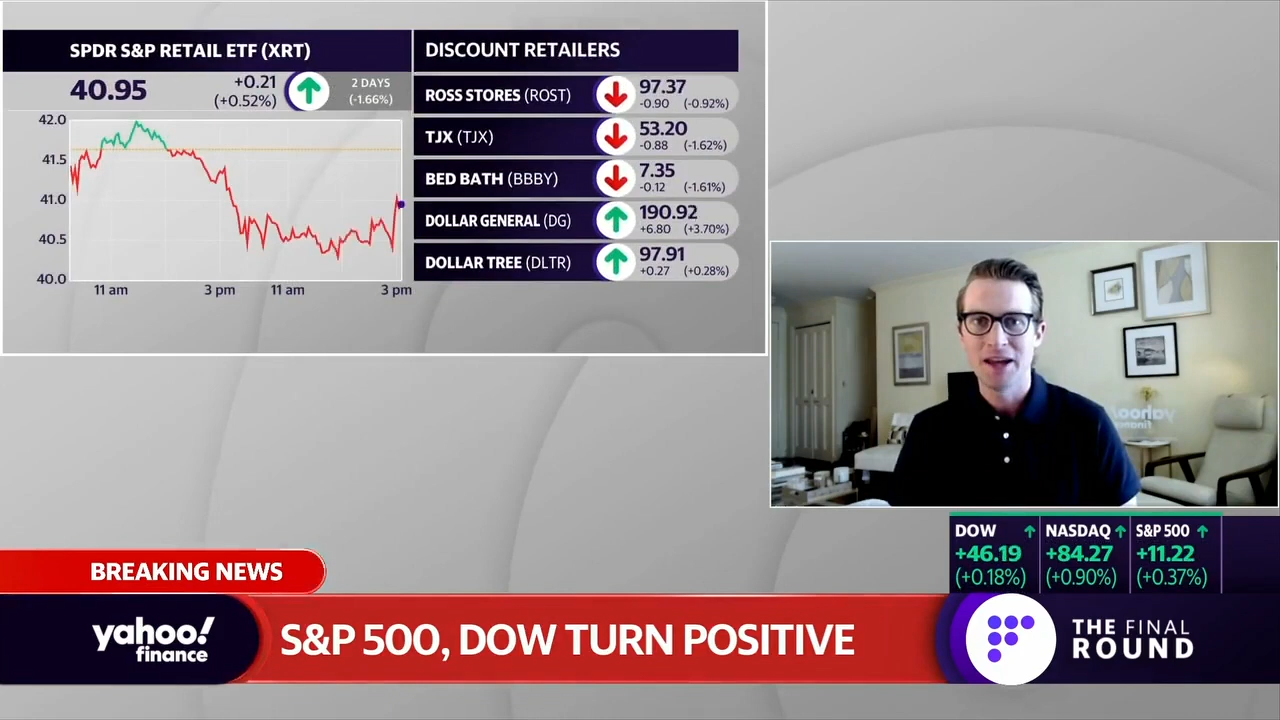 SPDR S&P RETAIL ETF (XRT)
40.95
+0.21
(+0.52%)
2 DAYS
(-1.66%)
42.0
41.5
41.0
40.5
40.0
11 am
3 pm
11 am
3 pm
DISCOUNT RETAILERS
ROSS STORES (ROST)
97.37
-0.90 (-0.92%)
TJX (TJX)
53.20
-0.88 (-1.62%)
BED BATH (BBBY)
7.35
-0.12 (-1.61%)
DOLLAR GENERAL (DG)
190.92
+6.80 (+3.70%)
DOLLAR TREE (DLTR)
97.91
+0.27 (+0.28%)
yahoo!
finance
DOW
+46.19
(+0.18%)
NASDAQ
+84.27
(+0.90%)
S&P 500
+11.22
(+0.37%)
BREAKING NEWS
yahoo!
finance
S&P 500, DOW TURN POSITIVE
THE FINAL
ROUND